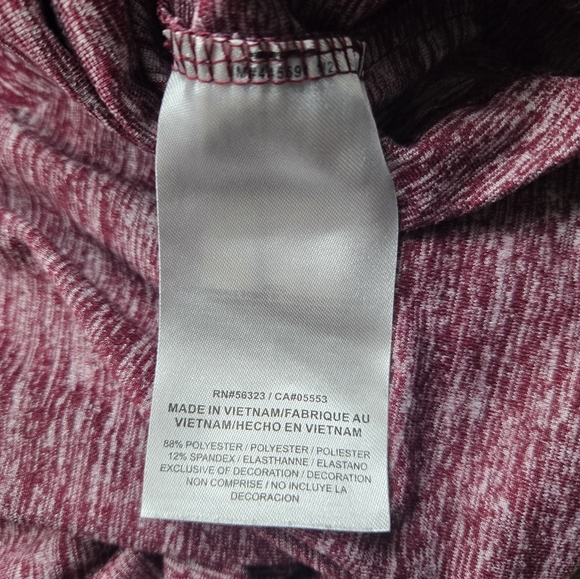 RN#56323 / CA#05553
MADE IN VIETNAM/FABRIQUE AU
VIETNAM/HECHO EN VIETNAM
88% POLYESTER / POLYESTER / POLIESTER
12% SPANDEX / ELASTHANNE / ELASTANO
EXCLUSIVE OF DECORATION / DECORATION
NON COMPRISE / NO INCLUYE LA
DECORACION